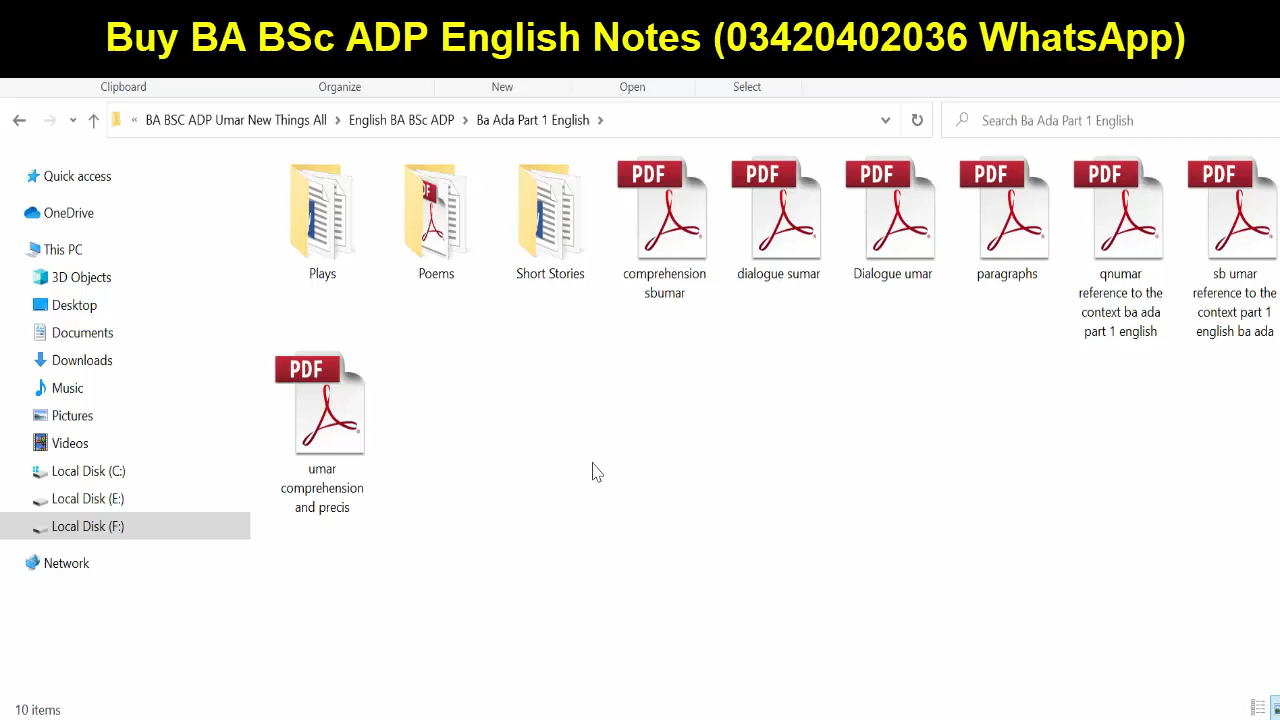 Buy BA BSc ADP English Notes (03420402036 WhatsApp)
Clipboard Organize New Open Select
« BA BSC ADP Umar New Things All > English BA BSc ADP > Ba Ada Part 1 English > Search Ba Ada Part 1 English
Quick access
OneDrive
This PC
3D Objects
Desktop
Documents
Downloads
Music
Pictures
Videos
Local Disk (C:)
Local Disk (E:)
Local Disk (F:)
Network
PDF
PDF PDF PDF PDF PDF PDF
Plays
Poems
Short Stories
comprehension
sbumar
dialogue sumar
Dialogue umar
paragraphs
qnumar
reference to the
context ba ada
part 1 english
sb umar
reference to the
context part 1
english ba ada
PDF
umar
comprehension
and precis
10 items